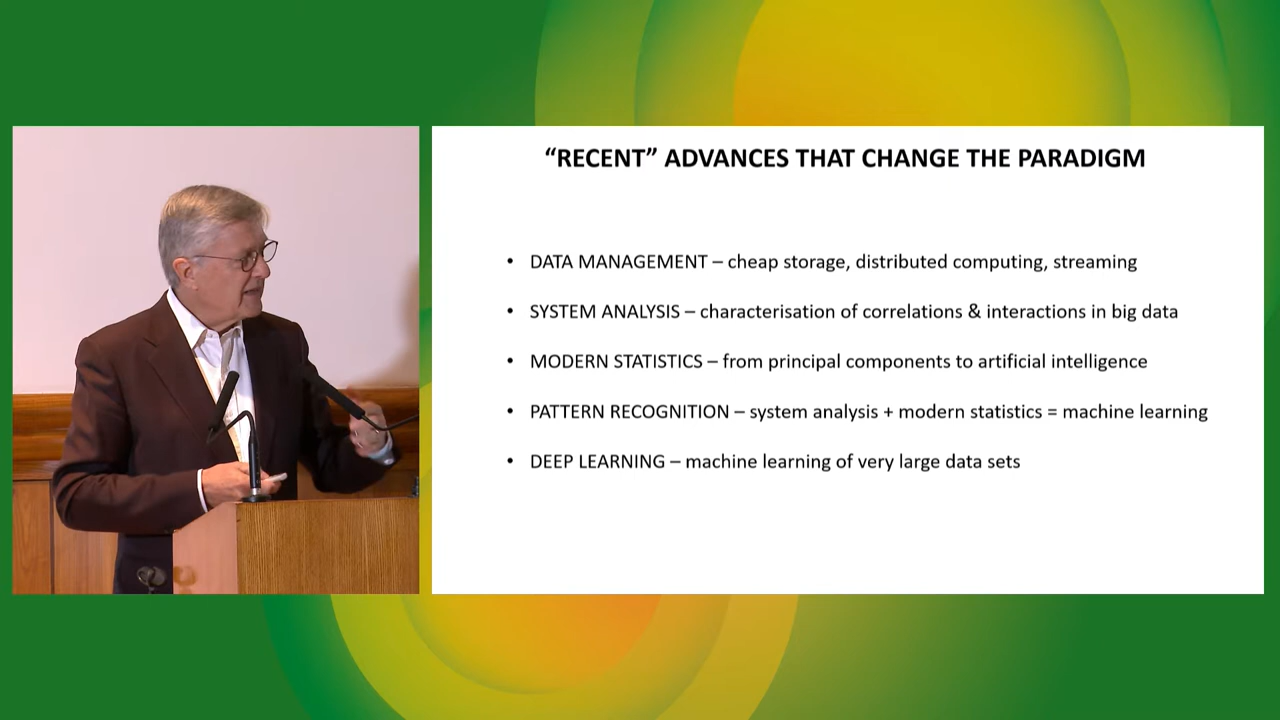 “RECENT” ADVANCES THAT CHANGE THE PARADIGM
• DATA MANAGEMENT – cheap storage, distributed computing, streaming
• SYSTEM ANALYSIS – characterisation of correlations & interactions in big data
• MODERN STATISTICS – from principal components to artificial intelligence
• PATTERN RECOGNITION – system analysis + modern statistics = machine learning
• DEEP LEARNING – machine learning of very large data sets